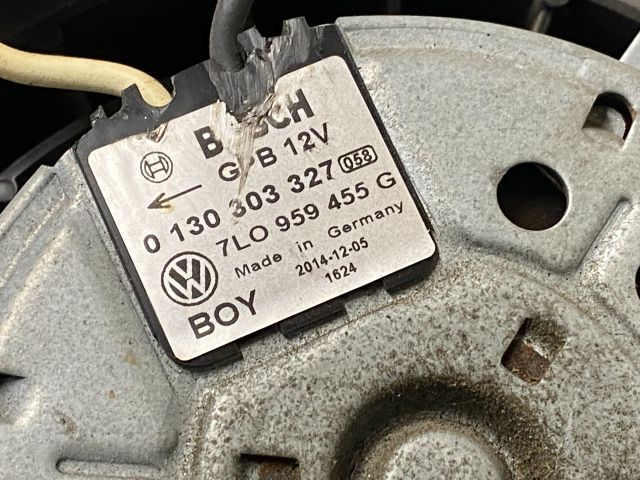 BOSCH
GPB 12V
0 130 303 327 058
7L0 959 455 G
Made in Germany
2014-12-05
1624
VW
BOY